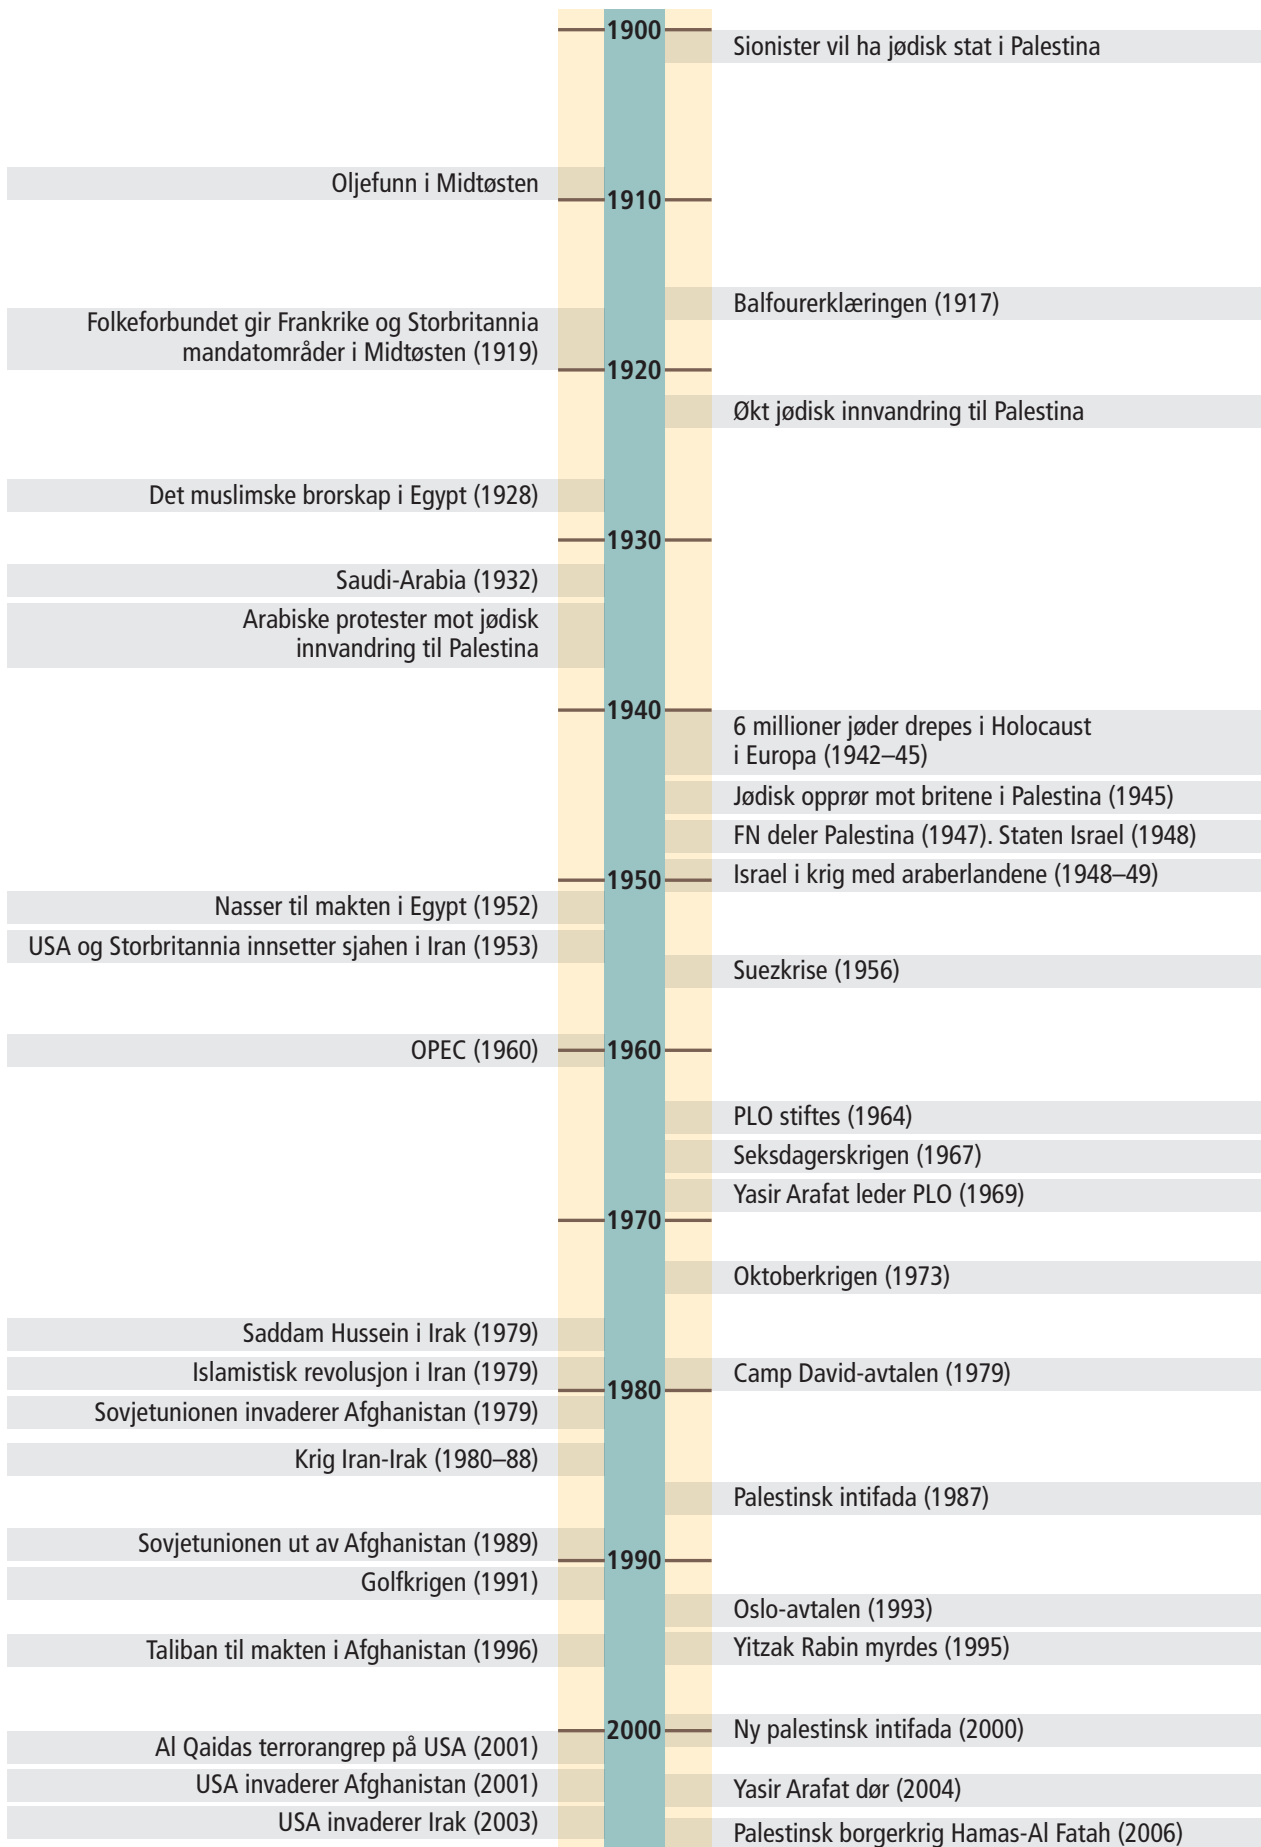 1900
Sionister vil ha jødisk stat i Palestina
Oljefunn i Midtøsten
1910
Balfourerklæringen (1917)
Folkeforbundet gir Frankrike og Storbritannia
mandatområder i Midtøsten (1919)
1920
Økt jødisk innvandring til Palestina
Det muslimske brorskap i Egypt (1928)
1930
Saudi-Arabia (1932)
Arabiske protester mot jødisk
innvandring til Palestina
1940
6 millioner jøder drepes i Holocaust
i Europa (1942–45)
Jødisk opprør mot britene i Palestina (1945)
FN deler Palestina (1947). Staten Israel (1948)
Israel i krig med araberlandene (1948–49)
1950
Nasser til makten i Egypt (1952)
USA og Storbritannia innsetter sjahen i Iran (1953)
Suezkrise (1956)
OPEC (1960)
1960
PLO stiftes (1964)
Seksdagerskrigen (1967)
Yasir Arafat leder PLO (1969)
1970
Oktoberkrigen (1973)
Saddam Hussein i Irak (1979)
Islamistisk revolusjon i Iran (1979)
Camp David-avtalen (1979)
1980
Sovjetunionen invaderer Afghanistan (1979)
Krig Iran-Irak (1980–88)
Palestinsk intifada (1987)
Sovjetunionen ut av Afghanistan (1989)
1990
Golfkrigen (1991)
Oslo-avtalen (1993)
Taliban til makten i Afghanistan (1996)
Yitzak Rabin myrdes (1995)
2000
Ny palestinsk intifada (2000)
Al Qaidas terrorangrep på USA (2001)
USA invaderer Afghanistan (2001)
Yasir Arafat dør (2004)
USA invaderer Irak (2003)
Palestinsk borgerkrig Hamas-Al Fatah (2006)